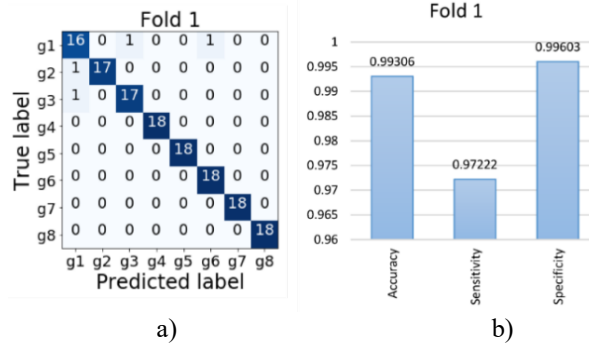 Fold 1
True label
g1 16 0 1 0 0 1 0 0
g2 1 17 0 0 0 0 0 0
g3 1 0 17 0 0 0 0 0
g4 0 0 0 18 0 0 0 0
g5 0 0 0 0 18 0 0 0
g6 0 0 0 0 0 18 0 0
g7 0 0 0 0 0 0 18 0
g8 0 0 0 0 0 0 0 18
g1 g2 g3 g4 g5 g6 g7 g8
Predicted label
a)
Fold 1
1
0.995
0.99
0.985
0.98
0.975
0.97
0.965
0.96
0.99306
0.97222
0.99603
Accuracy
Sensitivity
Specificity
b)